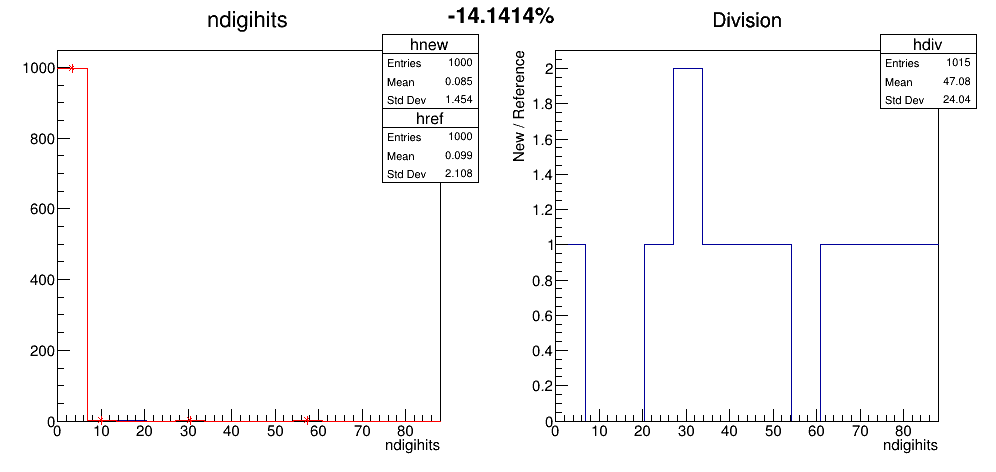 -14.1414%
ndigihits
hnew
Entries 1000
Mean 0.085
Std Dev 1.454
href
Entries 1000
Mean 0.099
Std Dev 2.108
1000
800
600
400
200
0
0 10 20 30 40 50 60 70 80
ndigihits
Division
hdiv
Entries 1015
Mean 47.08
Std Dev 24.04
New / Reference
2
1.8
1.6
1.4
1.2
1
0.8
0.6
0.4
0.2
0
0 10 20 30 40 50 60 70 80
ndigihits